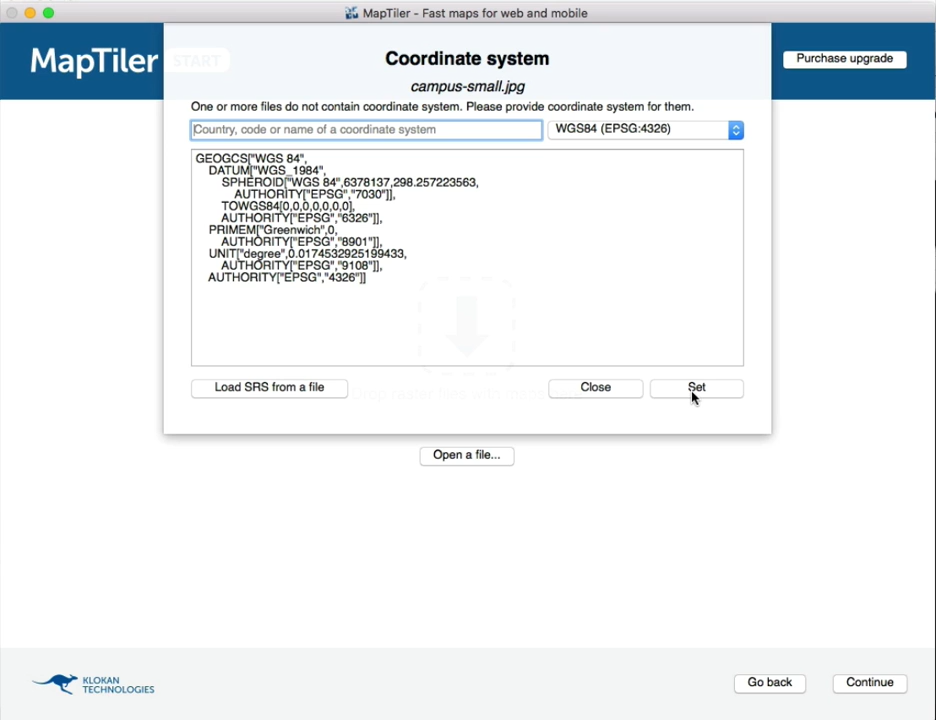 MapTiler - Fast maps for web and mobile
MapTiler START
Purchase upgrade
Coordinate system
campus-small.jpg
One or more files do not contain coordinate system. Please provide coordinate system for them.
Country, code or name of a coordinate system
WGS84 (EPSG:4326)
GEOGCS["WGS 84",
DATUM["WGS_1984",
SPHEROID["WGS 84",6378137,298.257223563,
AUTHORITY["EPSG","7030"]],
TOWGS84[0,0,0,0,0,0,0],
AUTHORITY["EPSG","6326"]],
PRIMEM["Greenwich",0,
AUTHORITY["EPSG","8901"]],
UNIT["degree",0.0174532925199433,
AUTHORITY["EPSG","9108"]],
AUTHORITY["EPSG","4326"]]
Load SRS from a file
Drop raster files with
Close
Set
Open a file...
KLOKAN
TECHNOLOGIES
Go back
Continue